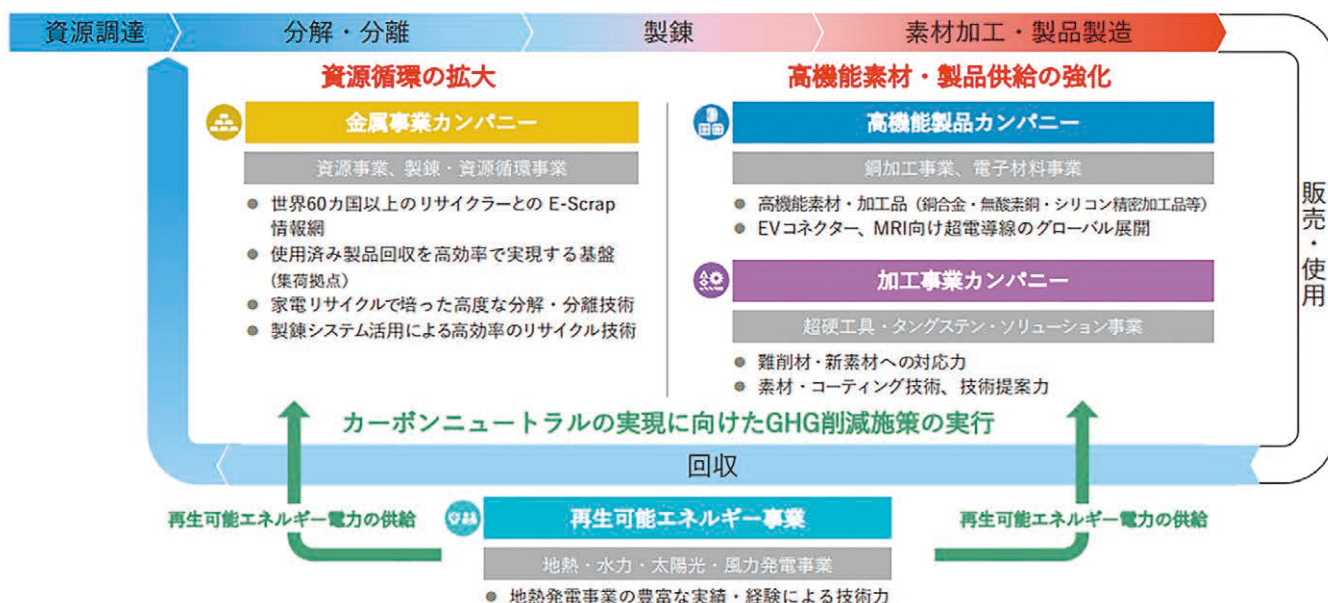 資源調達
分解・分離
製錬
素材加工・製品製造
販売・使用
資源循環の拡大
金属事業カンパニー
資源事業、製錬・資源循環事業
世界60カ国以上のリサイクラーとの E-Scrap
情報網
使用済み製品回収を高効率で実現する基盤
(集荷拠点)
家電リサイクルで培った高度な分解・分離技術
製錬システム活用による高効率のリサイクル技術
高機能素材・製品供給の強化
高機能製品カンパニー
銅加工事業、電子材料事業
高機能素材・加工品（銅合金・無酸素銅・シリコン精密加工品等）
EVコネクター、MRI向け超電導線のグローバル展開
加工事業カンパニー
超硬工具・タングステン・ソリューション事業
難削材・新素材への対応力
素材・コーティング技術、技術提案力
カーボンニュートラルの実現に向けたGHG削減施策の実行
回収
再生可能エネルギー電力の供給
再生可能エネルギー事業
再生可能エネルギー電力の供給
地熱・水力・太陽光・風力発電事業
地熱発電事業の豊富な実績・経験による技術力